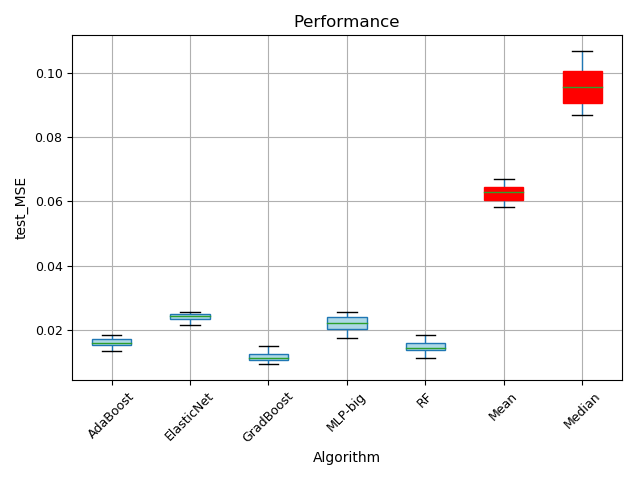 Performance
0.10
0.08
0.06
0.04
0.02
test_MSE
AdaBoost
ElasticNet
GradBoost
MLP-big
RF
Mean
Median
Algorithm